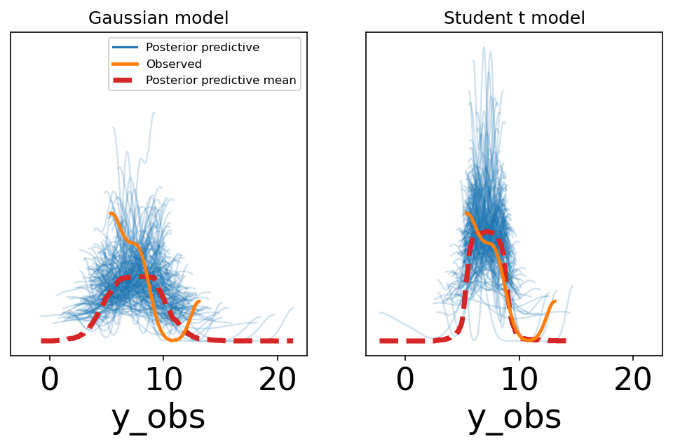 Gaussian model
Posterior predictive
Observed
Posterior predictive mean
0 10 20
y_obs
Student t model
0 10 20
y_obs